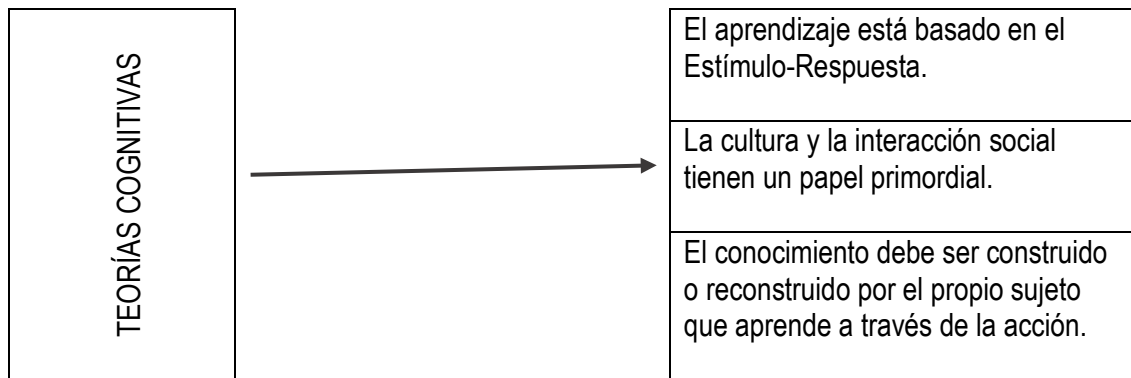 TEORÍAS COGNITIVAS
El aprendizaje está basado en el
Estímulo-Respuesta.
La cultura y la interacción social
tienen un papel primordial.
El conocimiento debe ser construido
o reconstruido por el propio sujeto
que aprende a través de la acción.